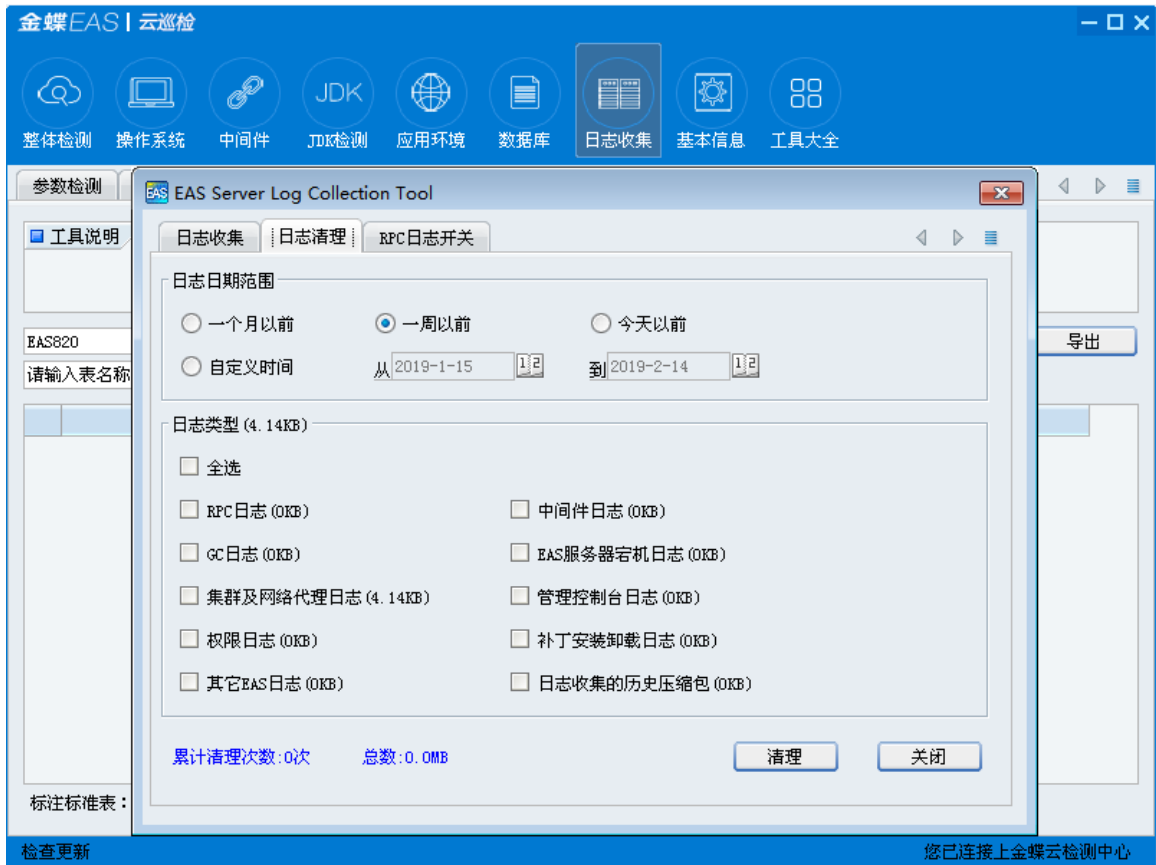 金蝶EAS | 云巡检
整体检测 操作系统 中间件 JDK JDK检测 应用环境 数据库 日志收集 基本信息 工具大全
参数检测
EAS EAS Server Log Collection Tool
工具说明
日志收集 日志清理 RPC日志开关
日志日期范围
一个月以前 一周以前 今天以前
EAS820
导出
自定义时间 从 2019-1-15 到 2019-2-14
请输入表名称
日志类型(4.14KB)
全选
RPC日志(0KB) 中间件日志(0KB)
GC日志(0KB) EAS服务器宕机日志(0KB)
集群及网络代理日志(4.14KB) 管理控制台日志(0KB)
权限日志(0KB) 补丁安装卸载日志(0KB)
其它EAS日志(0KB) 日志收集的历史压缩包(0KB)
累计清理次数:0次 总数:0.0MB 清理 关闭
标注标准表：
检查更新 您已连接上金蝶云检测中心